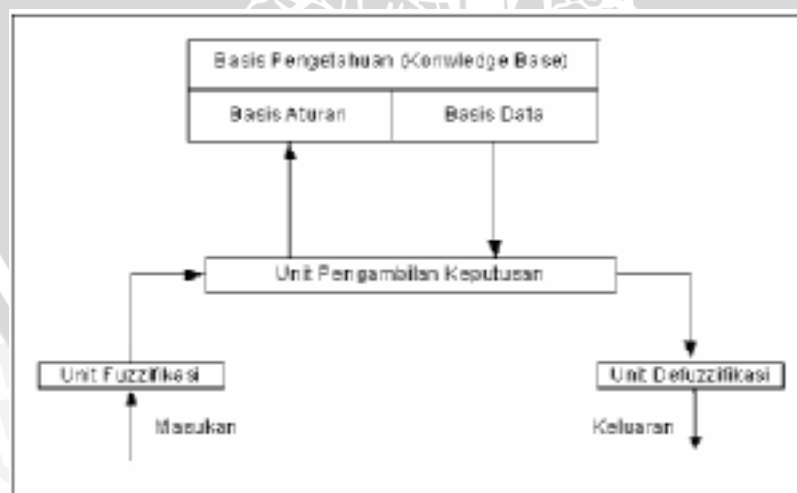 Basis Pengetahuan (Konwledge Base)
Basis Aturan Basis Data
Unit Pengambilan Keputusan
Unit Fuzzifikasi Unit Defuzzifikasi
Masukan Keluaran